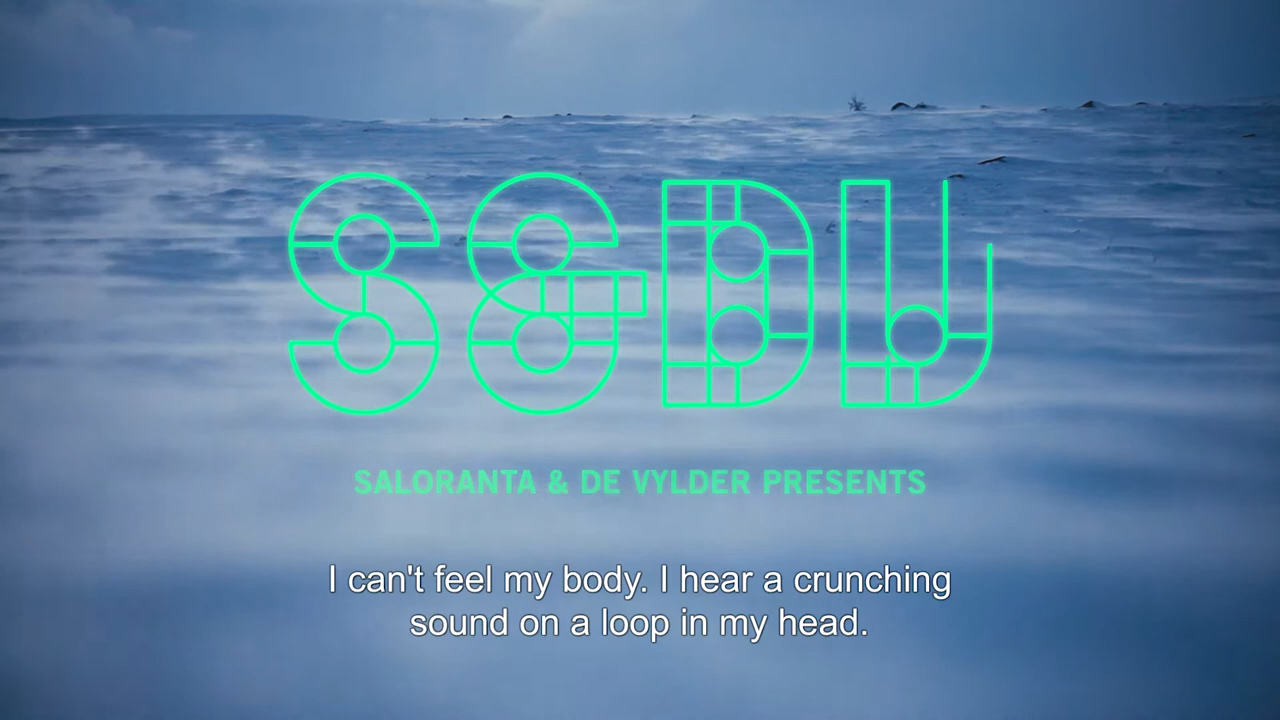 S&DV
SALORANTA & DE VYLDER PRESENTS
I can't feel my body. I hear a crunching
sound on a loop in my head.